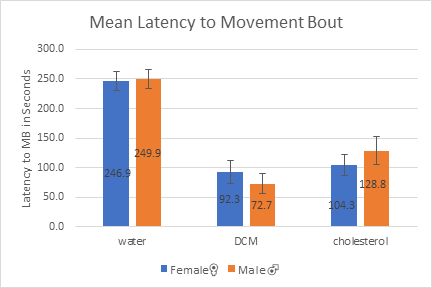 Mean Latency to Movement Bout
300.0
250.0
200.0
150.0
100.0
50.0
0.0
Latency to MB in Seconds
246.9
249.9
92.3
72.7
104.3
128.8
water
DCM
cholesterol
Female♀ Male♂